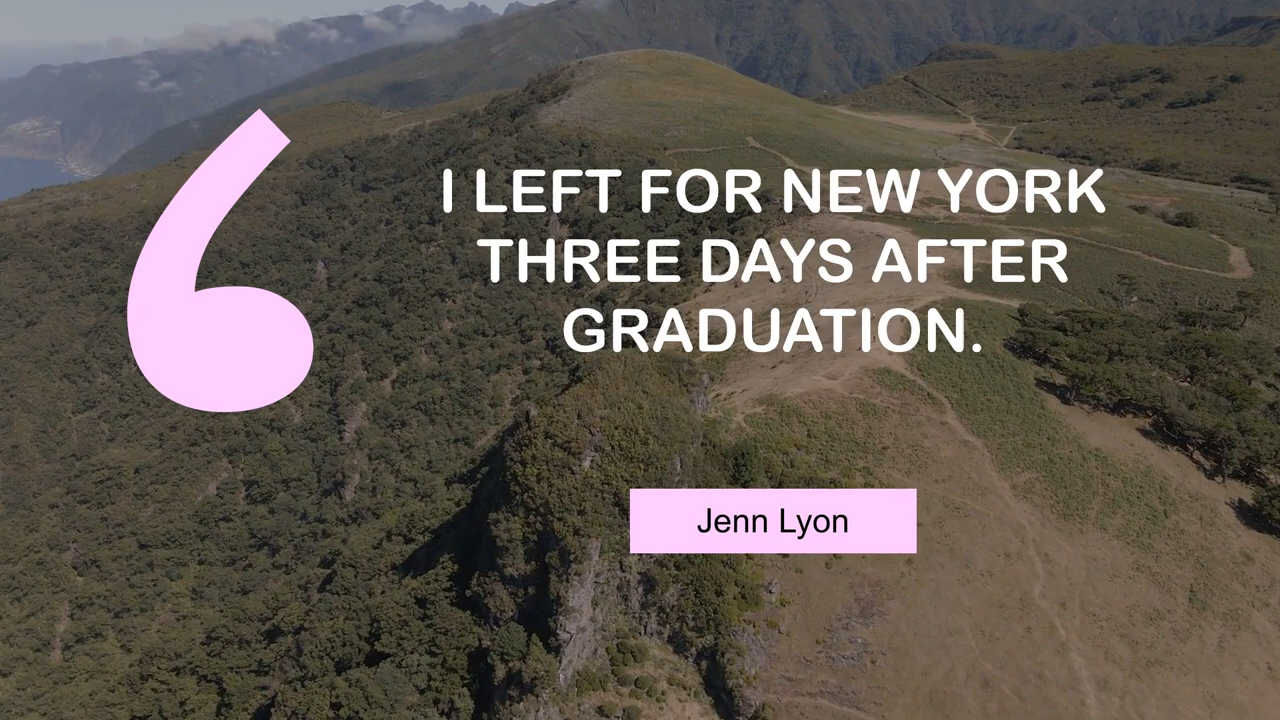 I LEFT FOR NEW YORK
THREE DAYS AFTER
GRADUATION.
Jenn Lyon